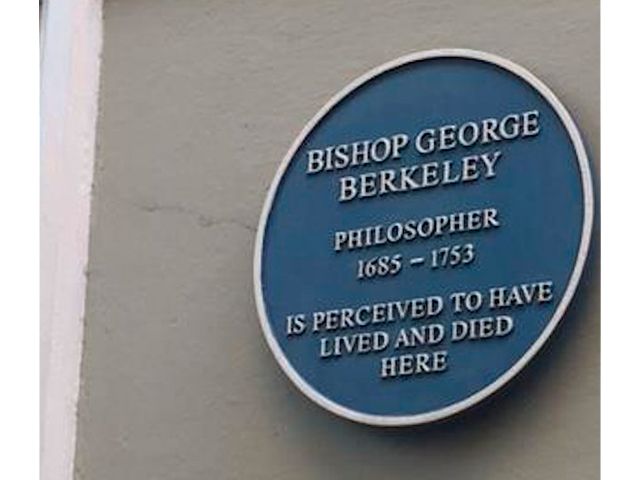 BISHOP GEORGE
BERKELEY
PHILOSOPHER
1685 – 1753
IS PERCEIVED TO HAVE
LIVED AND DIED
HERE